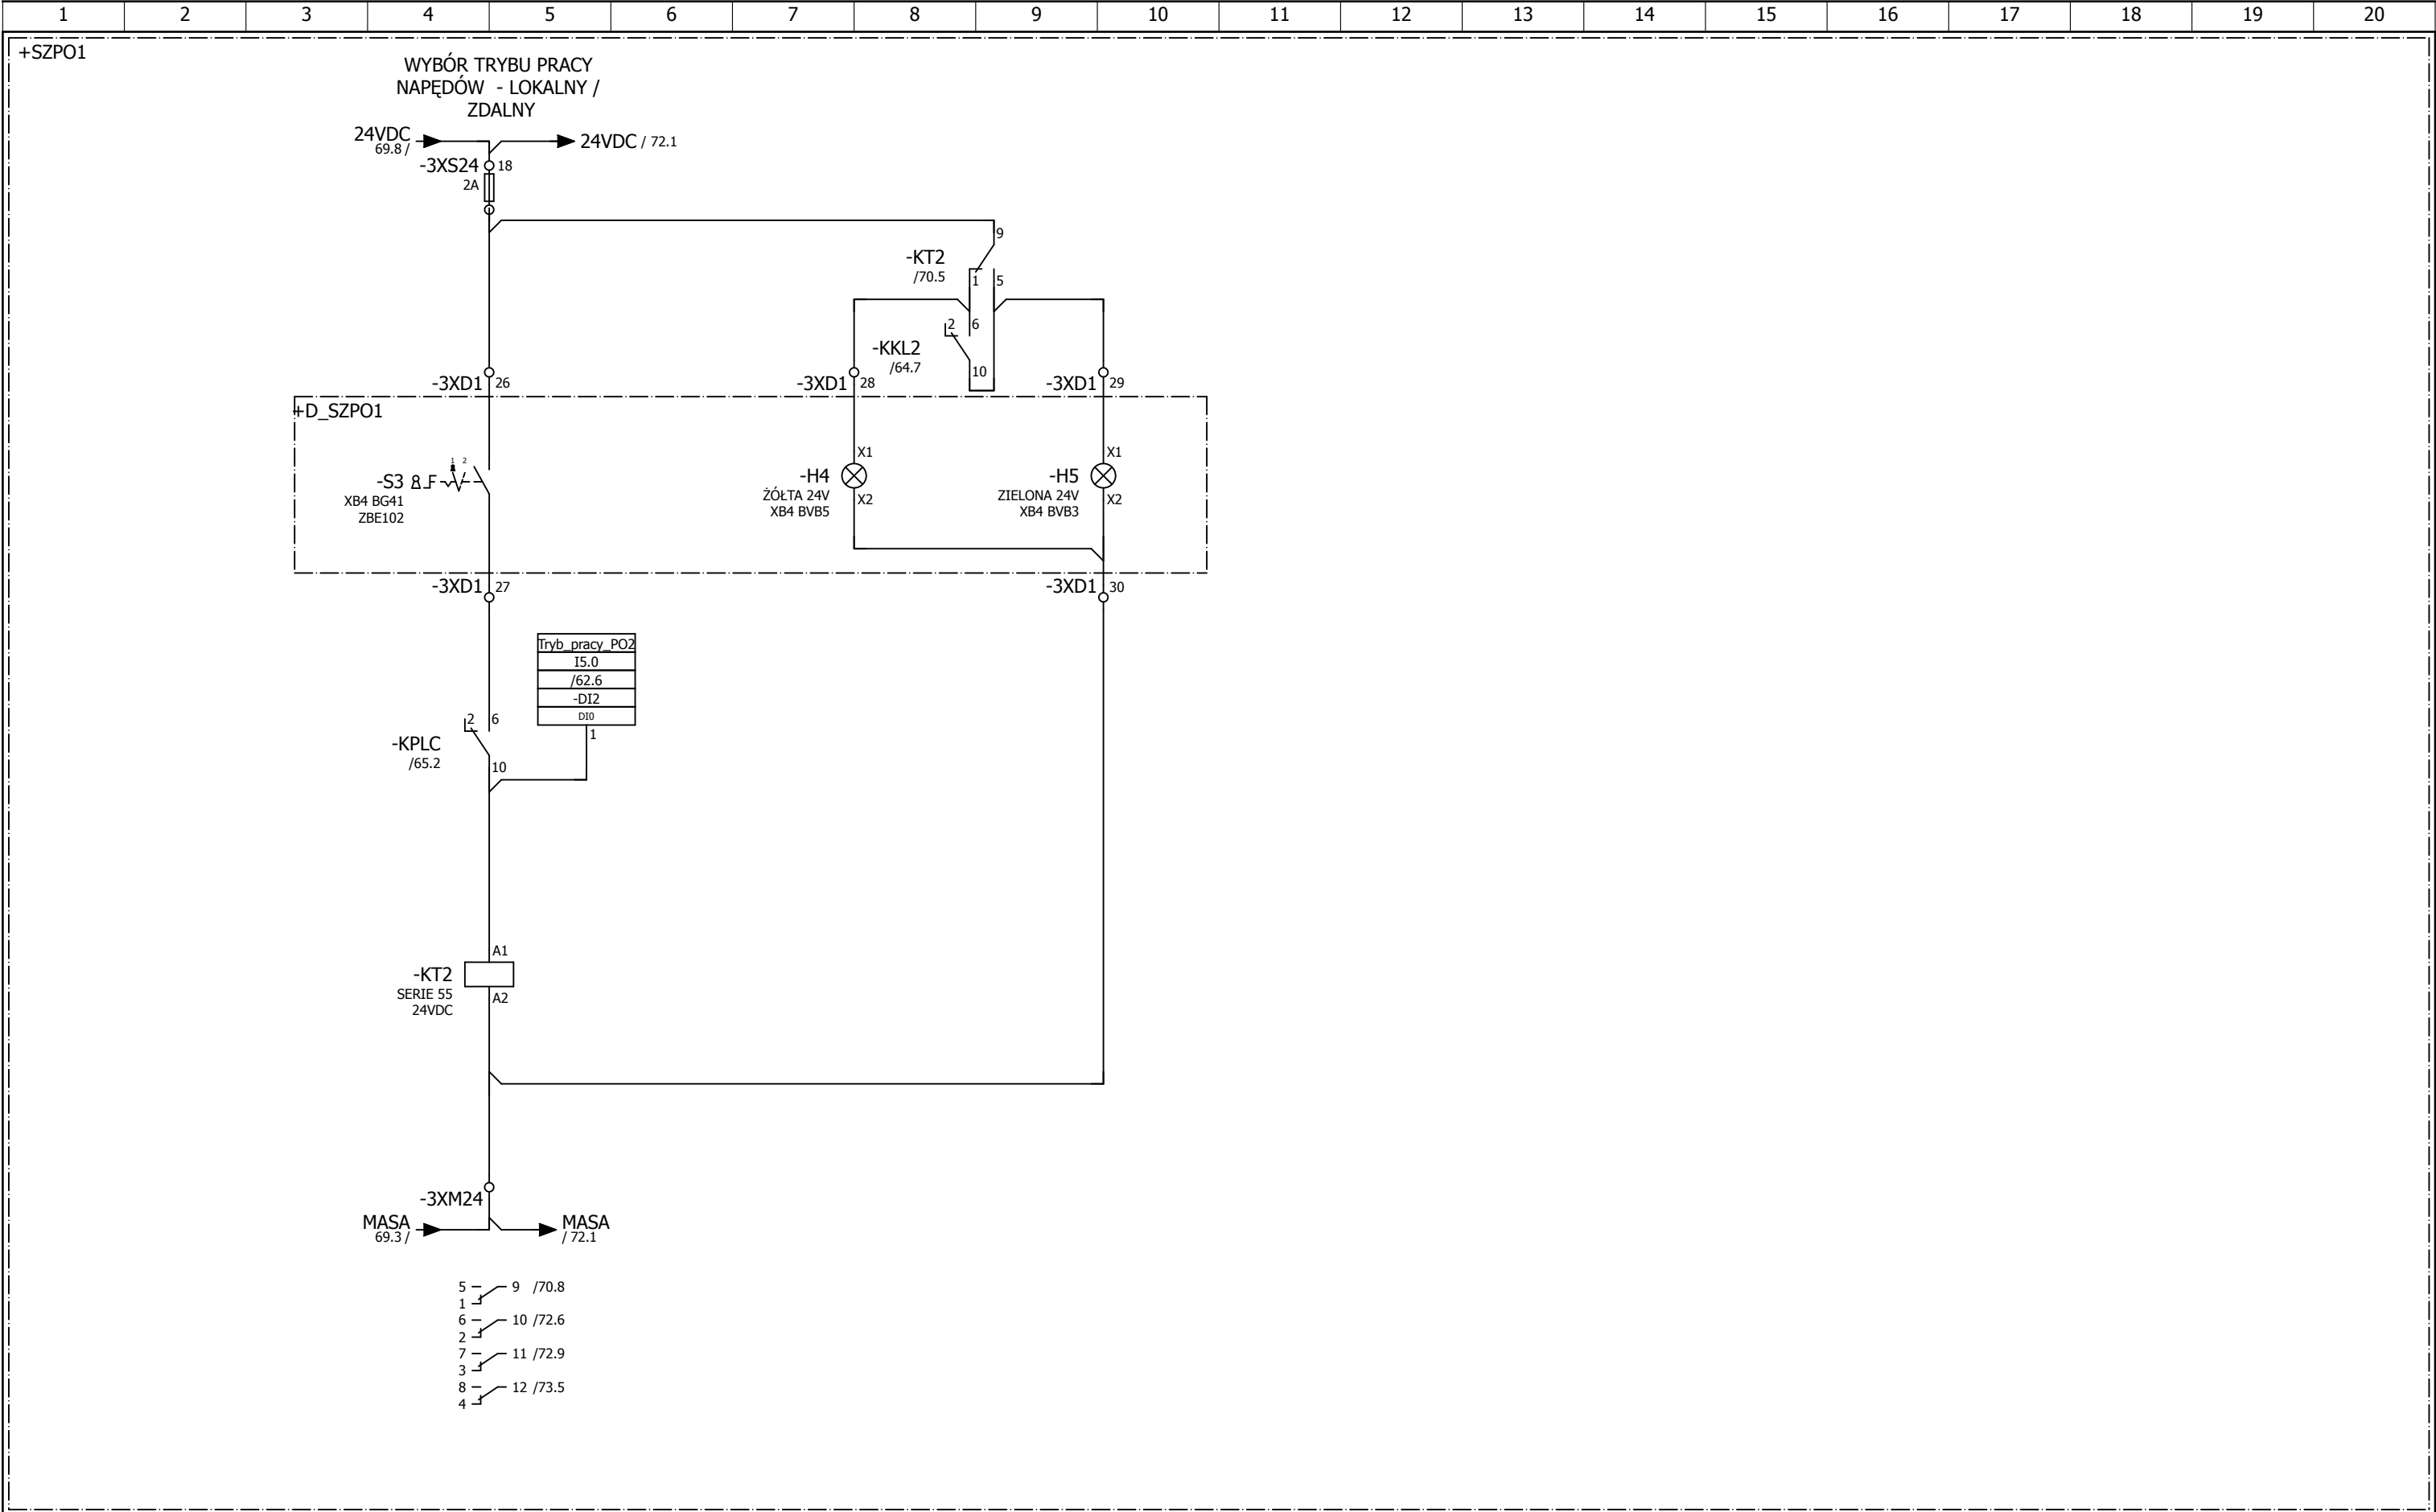 1 2 3 4 5 6 7 8 9 10 11 12 13 14 15 16 17 18 19 20
+SZPO1
WYBÓR TRYBU PRACY
NAPĘDÓW - LOKALNY /
ZDALNY
24VDC
69.8 /
24VDC / 72.1
-3XS24
18
2A
9
-KT2
/70.5
1
5
2
6
-KKL2
/64.7
10
-3XD1
26
-3XD1
28
-3XD1
29
+D_SZPO1
1 2
-S3
XB4 BG41
ZBE102
X1
-H4
ŻÓŁTA 24V
XB4 BVB5
X2
X1
-H5
ZIELONA 24V
XB4 BVB3
X2
-3XD1
27
-3XD1
30
Tryb_pracy_PO2
I5.0
/62.6
-DI2
DI0
1
2
6
-KPLC
/65.2
10
A1
-KT2
SERIE 55
24VDC
A2
-3XM24
MASA
69.3 /
MASA
/ 72.1
5
9 /70.8
1
6
10 /72.6
2
7
11 /72.9
3
8
12 /73.5
4